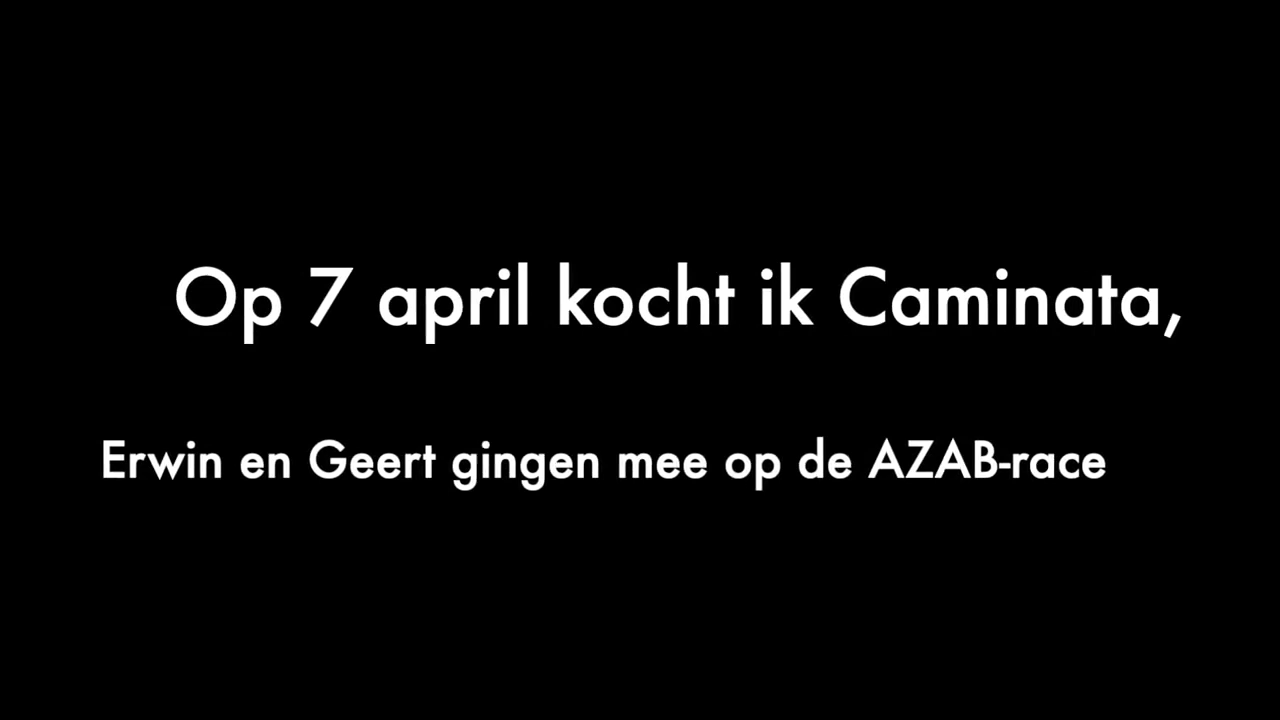 Op 7 april kocht ik Caminata,
Erwin en Geert gingen mee op de AZAB-race